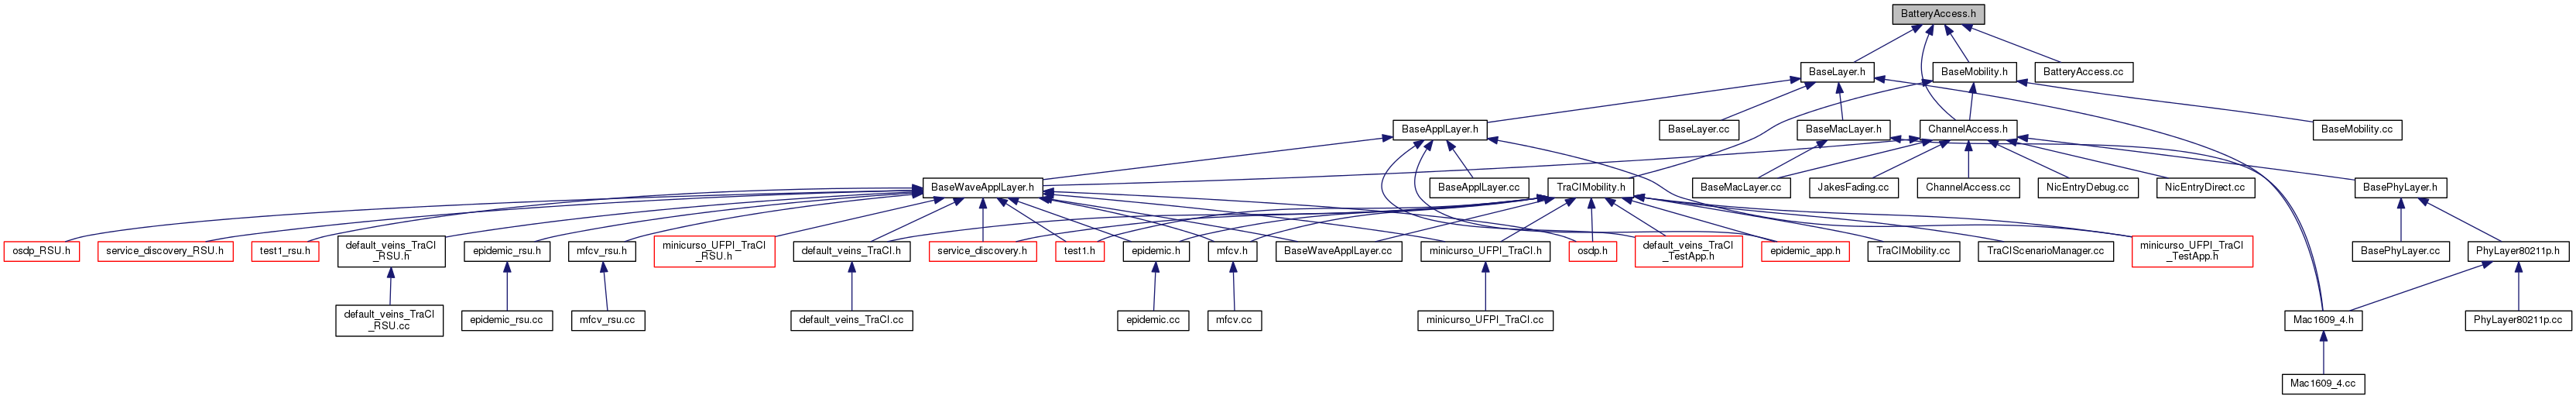 BatteryAccess.h
BaseLayer.h
BaseMobility.h
BatteryAccess.cc
BaseApplLayer.h
BaseLayer.cc
BaseMacLayer.h
ChannelAccess.h
BaseMobility.cc
BaseWaveApplLayer.h
BaseApplLayer.cc
TraCIMobility.h
BaseMacLayer.cc
JakesFading.cc
ChannelAccess.cc
NicEntryDebug.cc
NicEntryDirect.cc
BasePhyLayer.h
osdp_RSU.h
service_discovery_RSU.h
test1_rsu.h
default_veins_TraCI
_RSU.h
epidemic_rsu.h
mfcv_rsu.h
minicurso_UFPI_TraCI
_RSU.h
default_veins_TraCI.h
service_discovery.h
test1.h
epidemic.h
mfcv.h
BaseWaveApplLayer.cc
minicurso_UFPI_TraCI.h
osdp.h
default_veins_TraCI
_TestApp.h
epidemic_app.h
TraCIMobility.cc
TraCIScenarioManager.cc
minicurso_UFPI_TraCI
_TestApp.h
BasePhyLayer.cc
PhyLayer80211p.h
default_veins_TraCI
_RSU.cc
epidemic_rsu.cc
mfcv_rsu.cc
default_veins_TraCI.cc
epidemic.cc
mfcv.cc
minicurso_UFPI_TraCI.cc
Mac1609_4.h
PhyLayer80211p.cc
Mac1609_4.cc